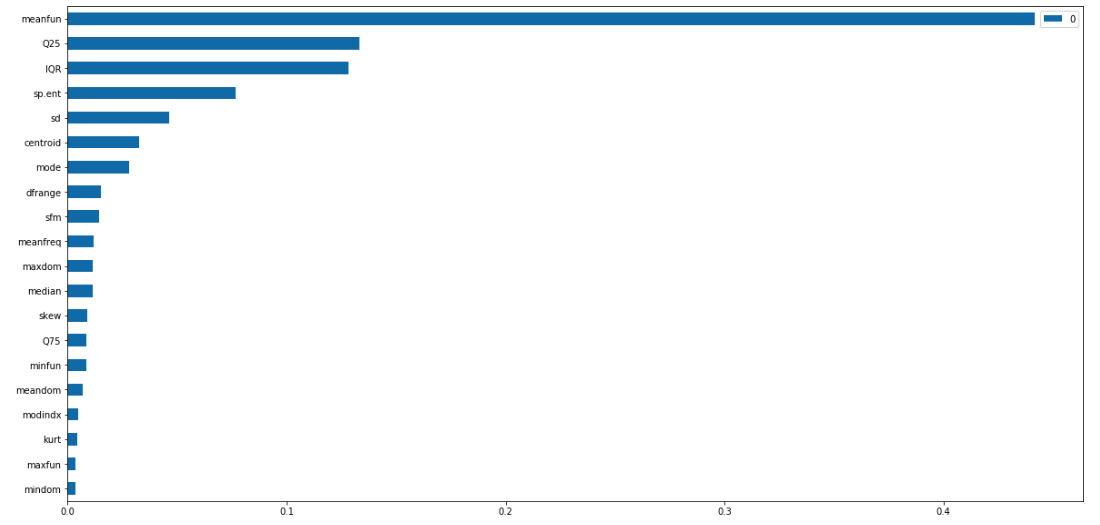 meanfun
0
Q25
IQR
sp.ent
sd
centroid
mode
dfrange
sfm
meanfreq
maxdom
median
skew
Q75
minfun
meandom
modindx
kurt
maxfun
mindom
0.0 0.1 0.2 0.3 0.4